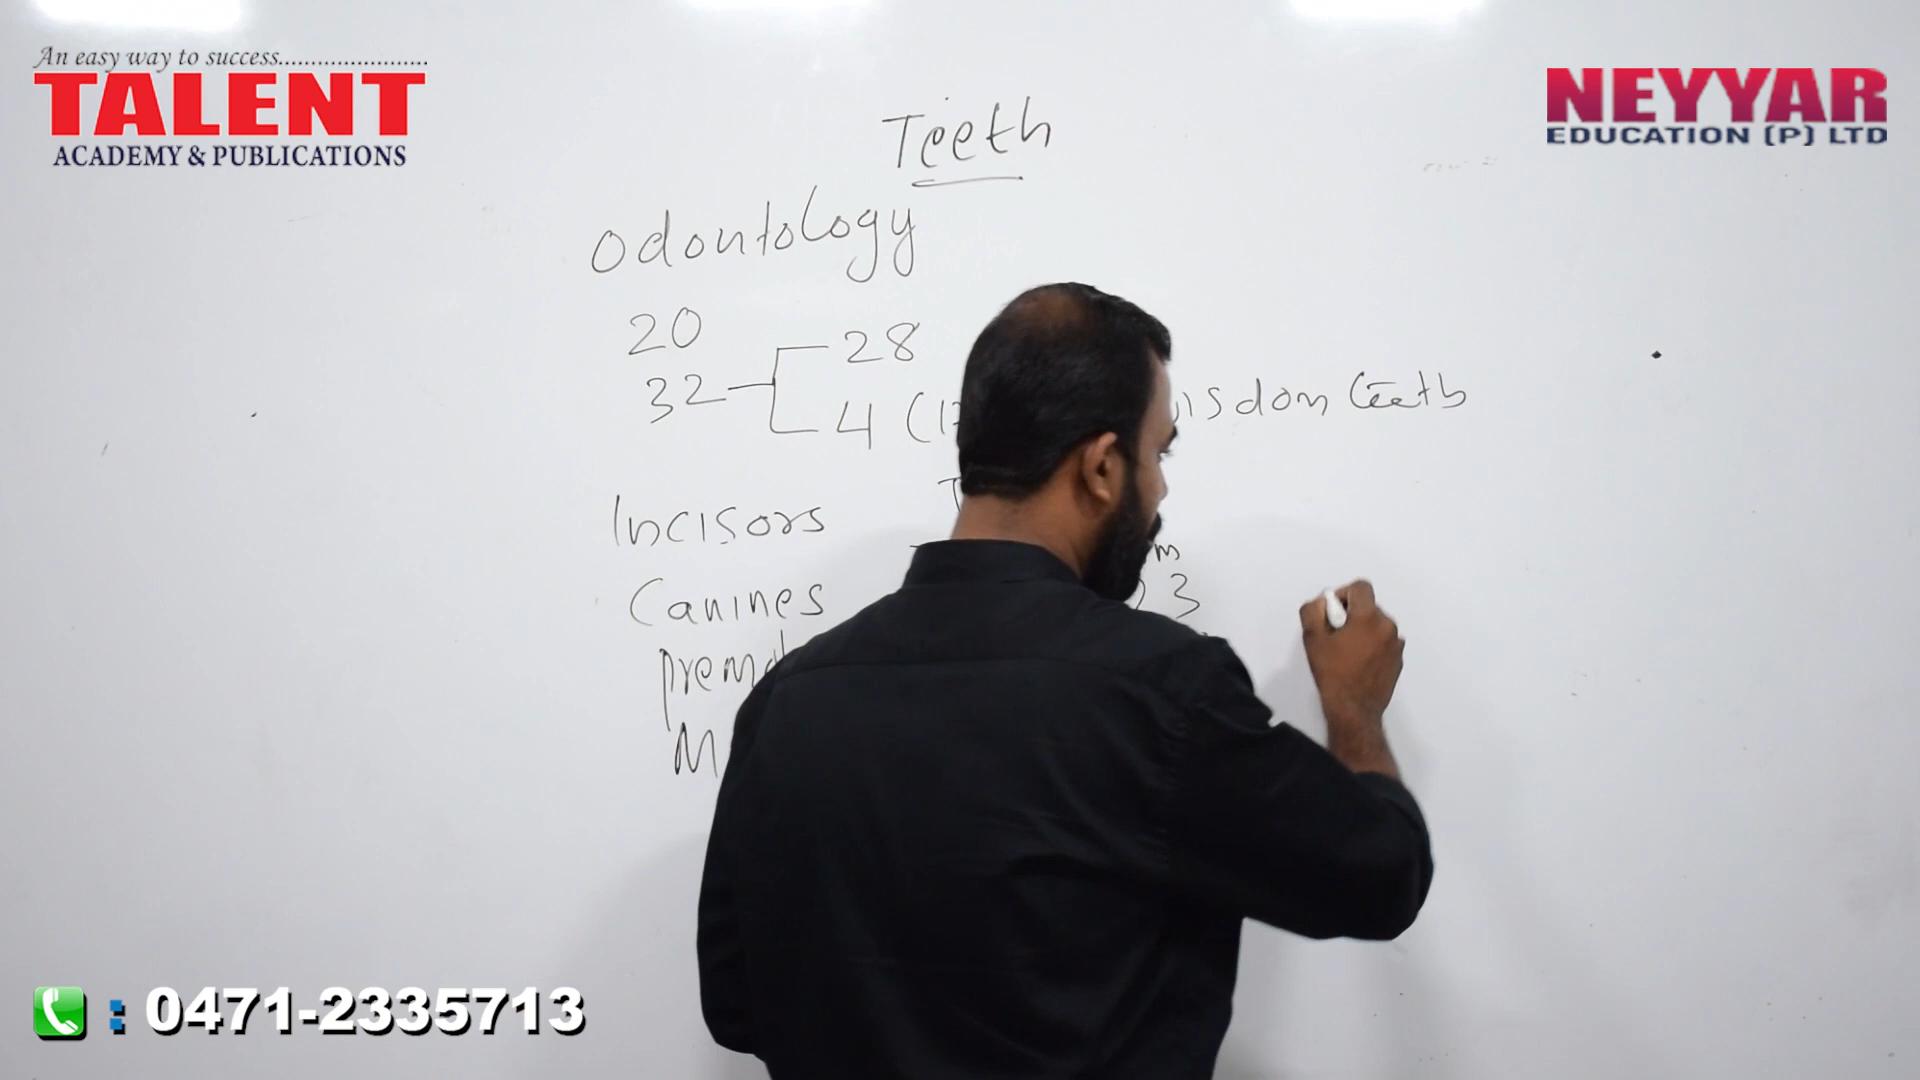 An easy way to success.......................
TALENT
ACADEMY & PUBLICATIONS
NEYYAR
EDUCATION (P) LTD
Teeth
Odontology
20
32
28
4
teeth
Incisors
Canines
3
: 0471-2335713